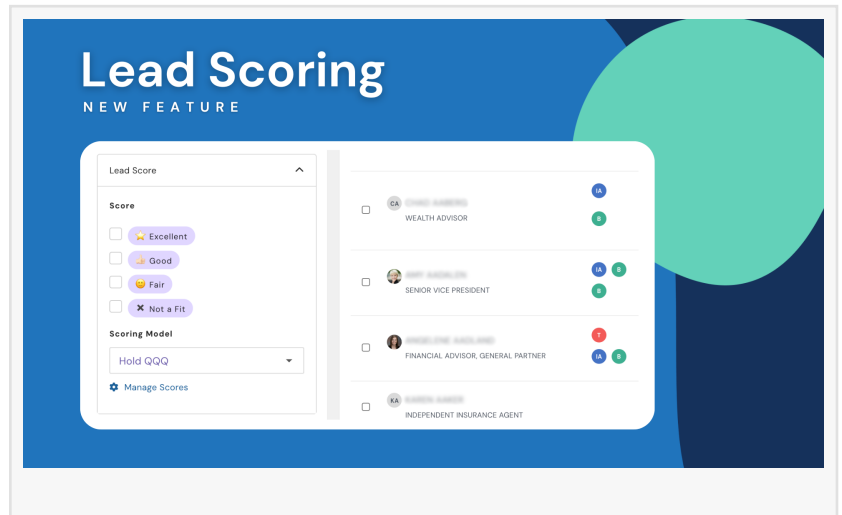 Lead Scoring
NEW FEATURE
Lead Score
Score
Excellent
Good
Fair
Not a Fit
Scoring Model
Hold QQQ
Manage Scores
CA
WEALTH ADVISOR
IA
B
SENIOR VICE PRESIDENT
IA B
B
FINANCIAL ADVISOR, GENERAL PARTNER
T
IA B
KA
INDEPENDENT INSURANCE AGENT